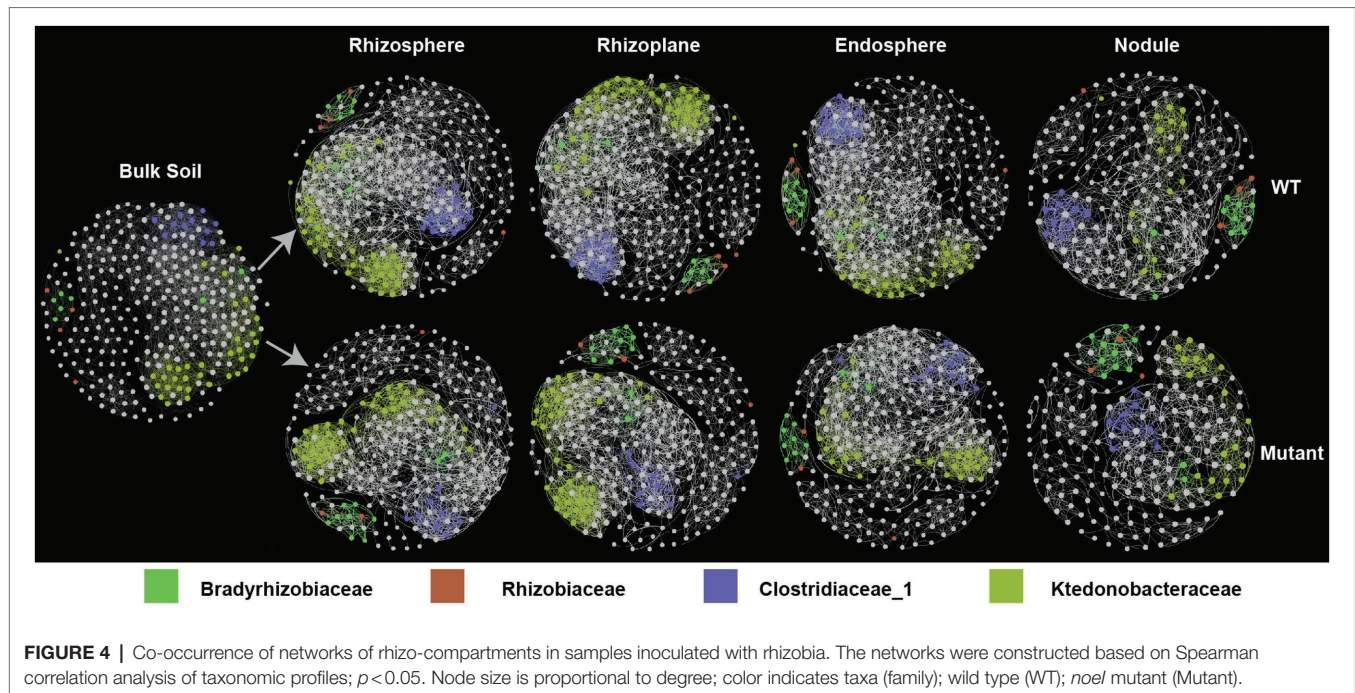 Rhizosphere Rhizoplane Endosphere Nodule
Bulk Soil
WT
Mutant
Bradyrhizobiaceae Rhizobiaceae Clostridiaceae_1 Ktedonobacteraceae
FIGURE 4 | Co-occurrence of networks of rhizo-compartments in samples inoculated with rhizobia. The networks were constructed based on Spearman
correlation analysis of taxonomic profiles; p<0.05. Node size is proportional to degree; color indicates taxa (family); wild type (WT); noel mutant (Mutant).